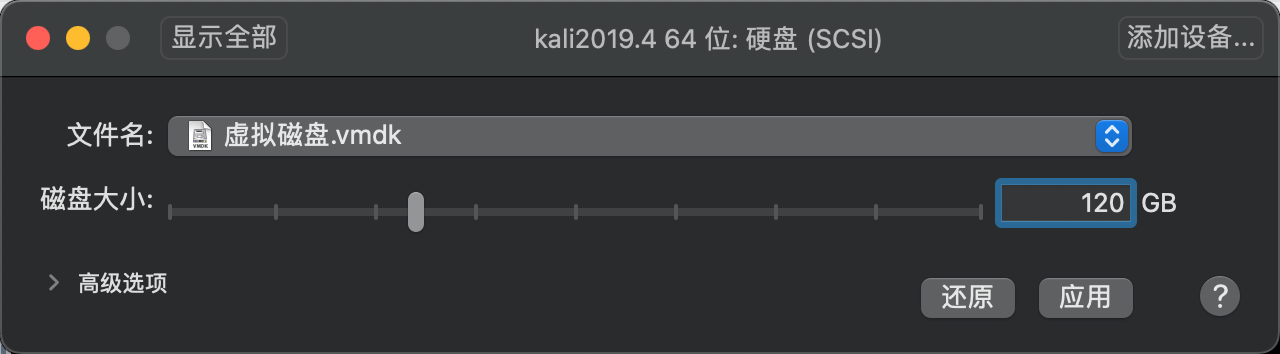 显示全部
kali2019.4 64 位: 硬盘 (SCSI)
添加设备...
文件名:
VMDK
虚拟磁盘.vmdk
磁盘大小:
120 GB
高级选项
还原
应用
?